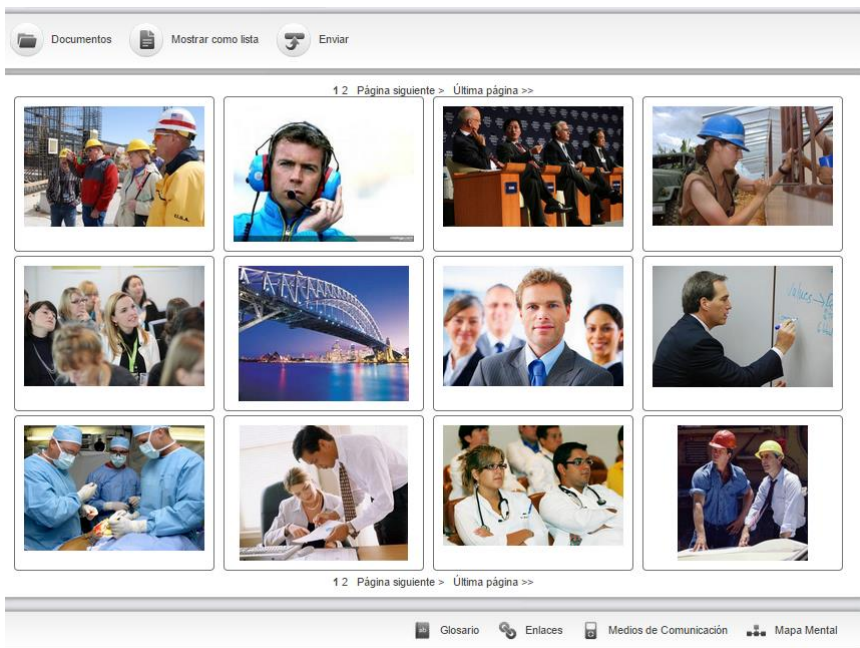 Documentos Mostrar como lista Enviar
1 2 Página siguiente > Última página >>
1 2 Página siguiente > Última página >>
Glosario Enlaces Medios de Comunicación Mapa Mental